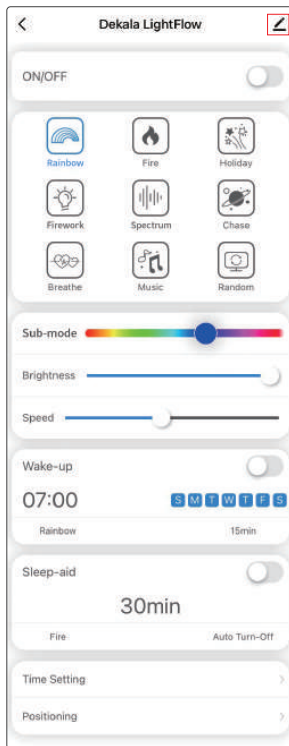 Dekala LightFlow
ON/OFF
Rainbow Fire Holiday
Firework Spectrum Chase
Breathe Music Random
Sub-mode
Brightness
Speed
Wake-up
07:00 S M T W T F S
Rainbow 15min
Sleep-aid
30min
Fire Auto Turn-Off
Time Setting
Positioning